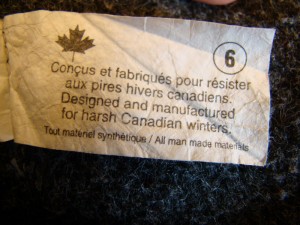 6
Conçus et fabriqués pour résister
aux pires hivers canadiens.
Designed and manufactured
for harsh Canadian winters.
Tout materiel synthétique / All man made materials